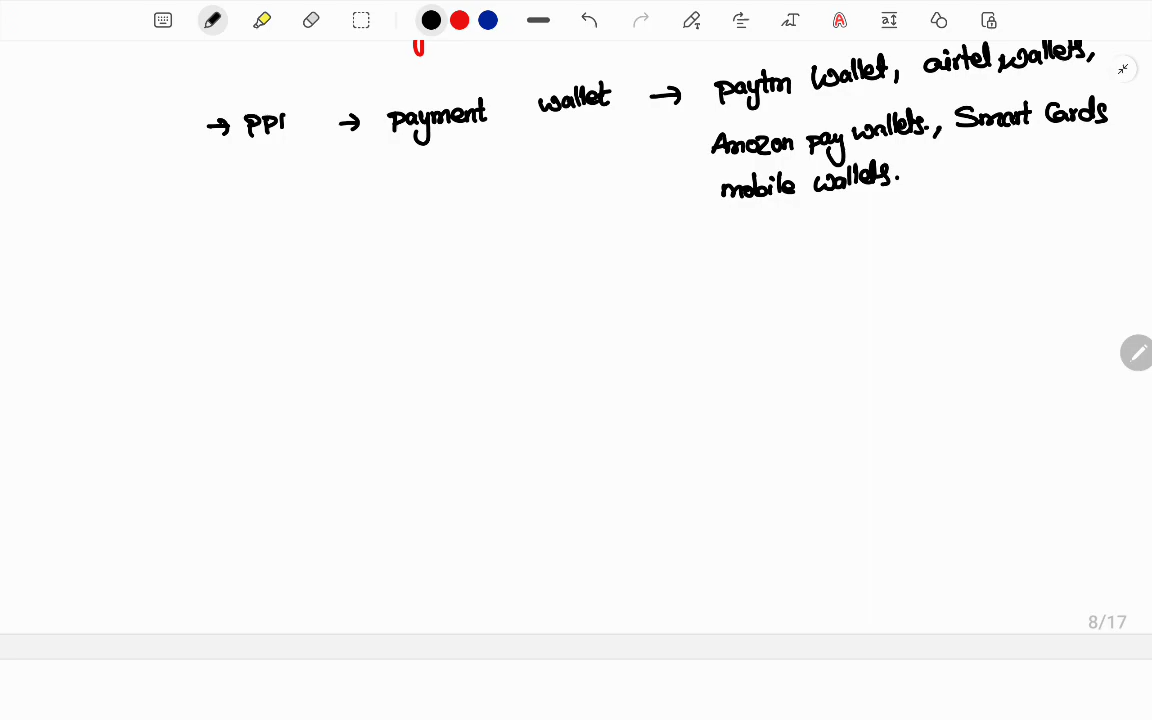 → PPI → payment wallet → paytm wallet, airtel wallets,
Amazon pay wallets., Smart Cards
mobile wallets.
8/17